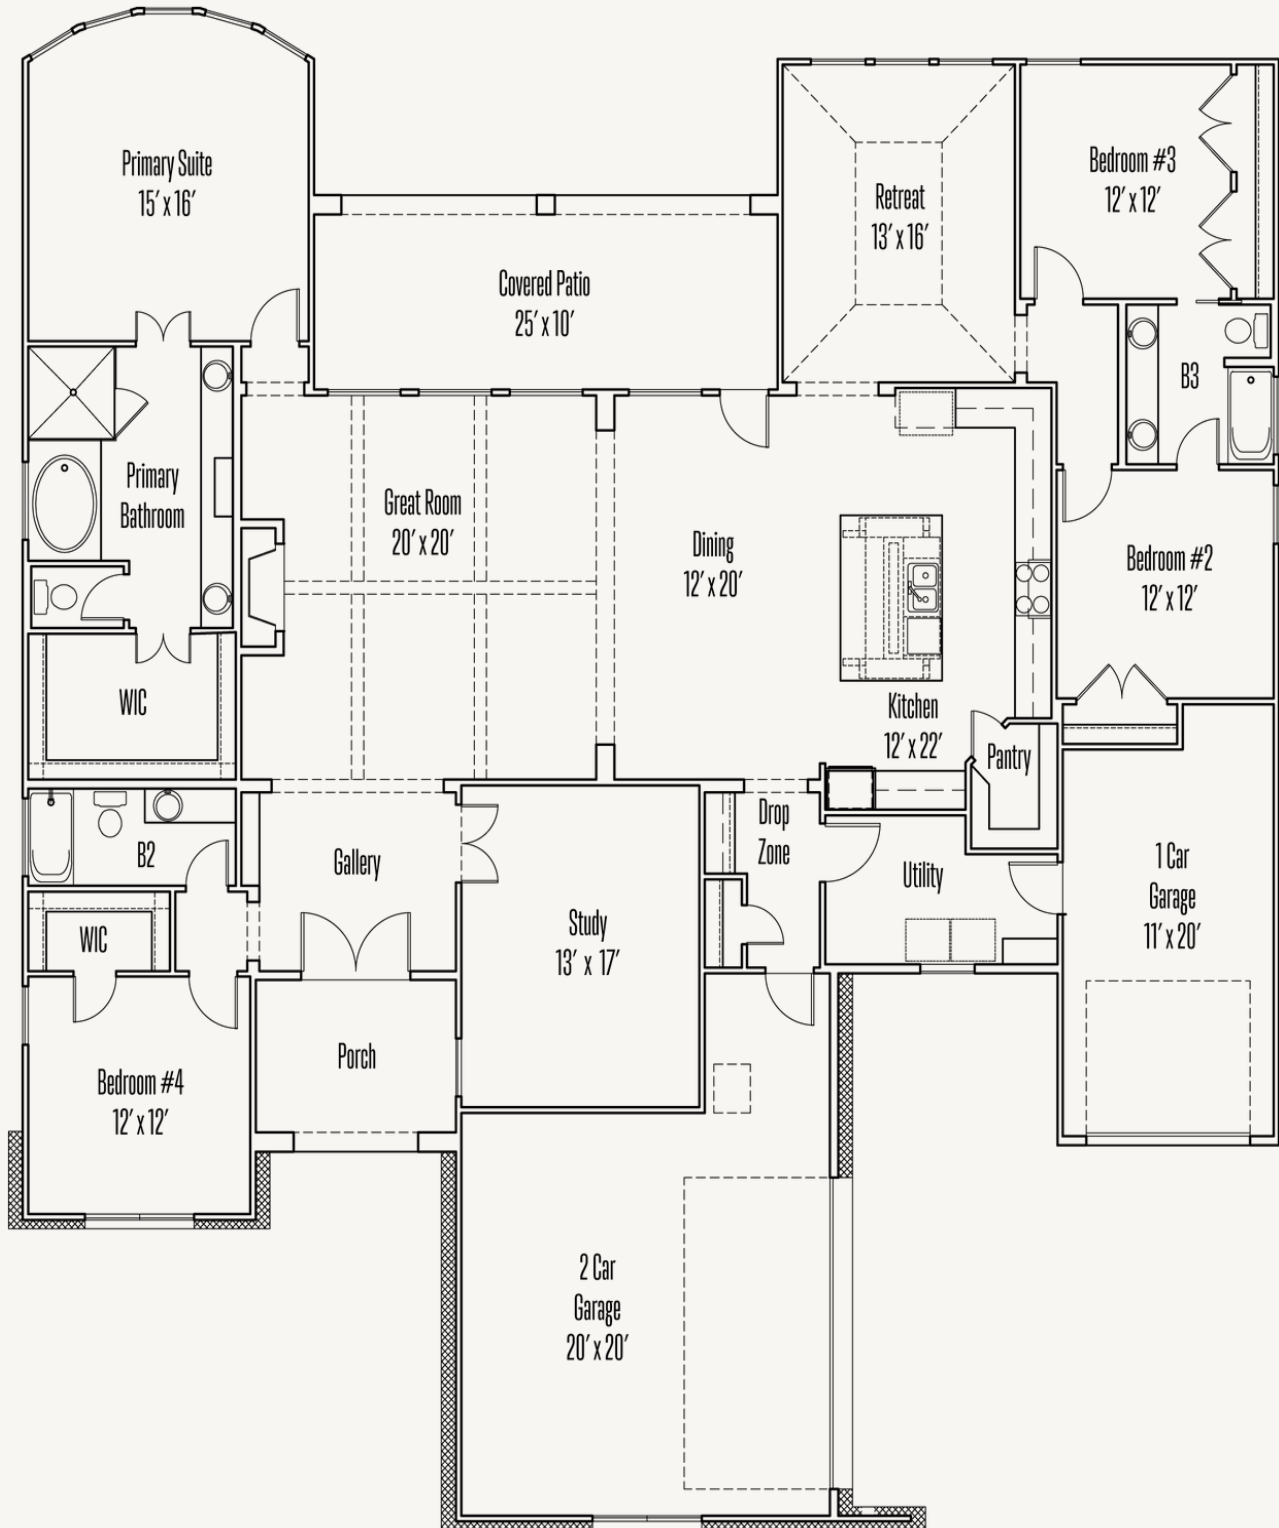 Primary Suite
15′ x 16′
Covered Patio
25′ x 10′
Retreat
13′ x 16′
Bedroom #3
12′ x 12′
B3
Primary
Bathroom
Great Room
20′ x 20′
Dining
12′ x 20′
Bedroom #2
12′ x 12′
WIC
Kitchen
12′ x 22′
Pantry
B2
Gallery
Drop
Zone
Utility
1 Car
Garage
11′ x 20′
WIC
Study
13′ x 17′
Porch
Bedroom #4
12′ x 12′
2 Car
Garage
20′ x 20′